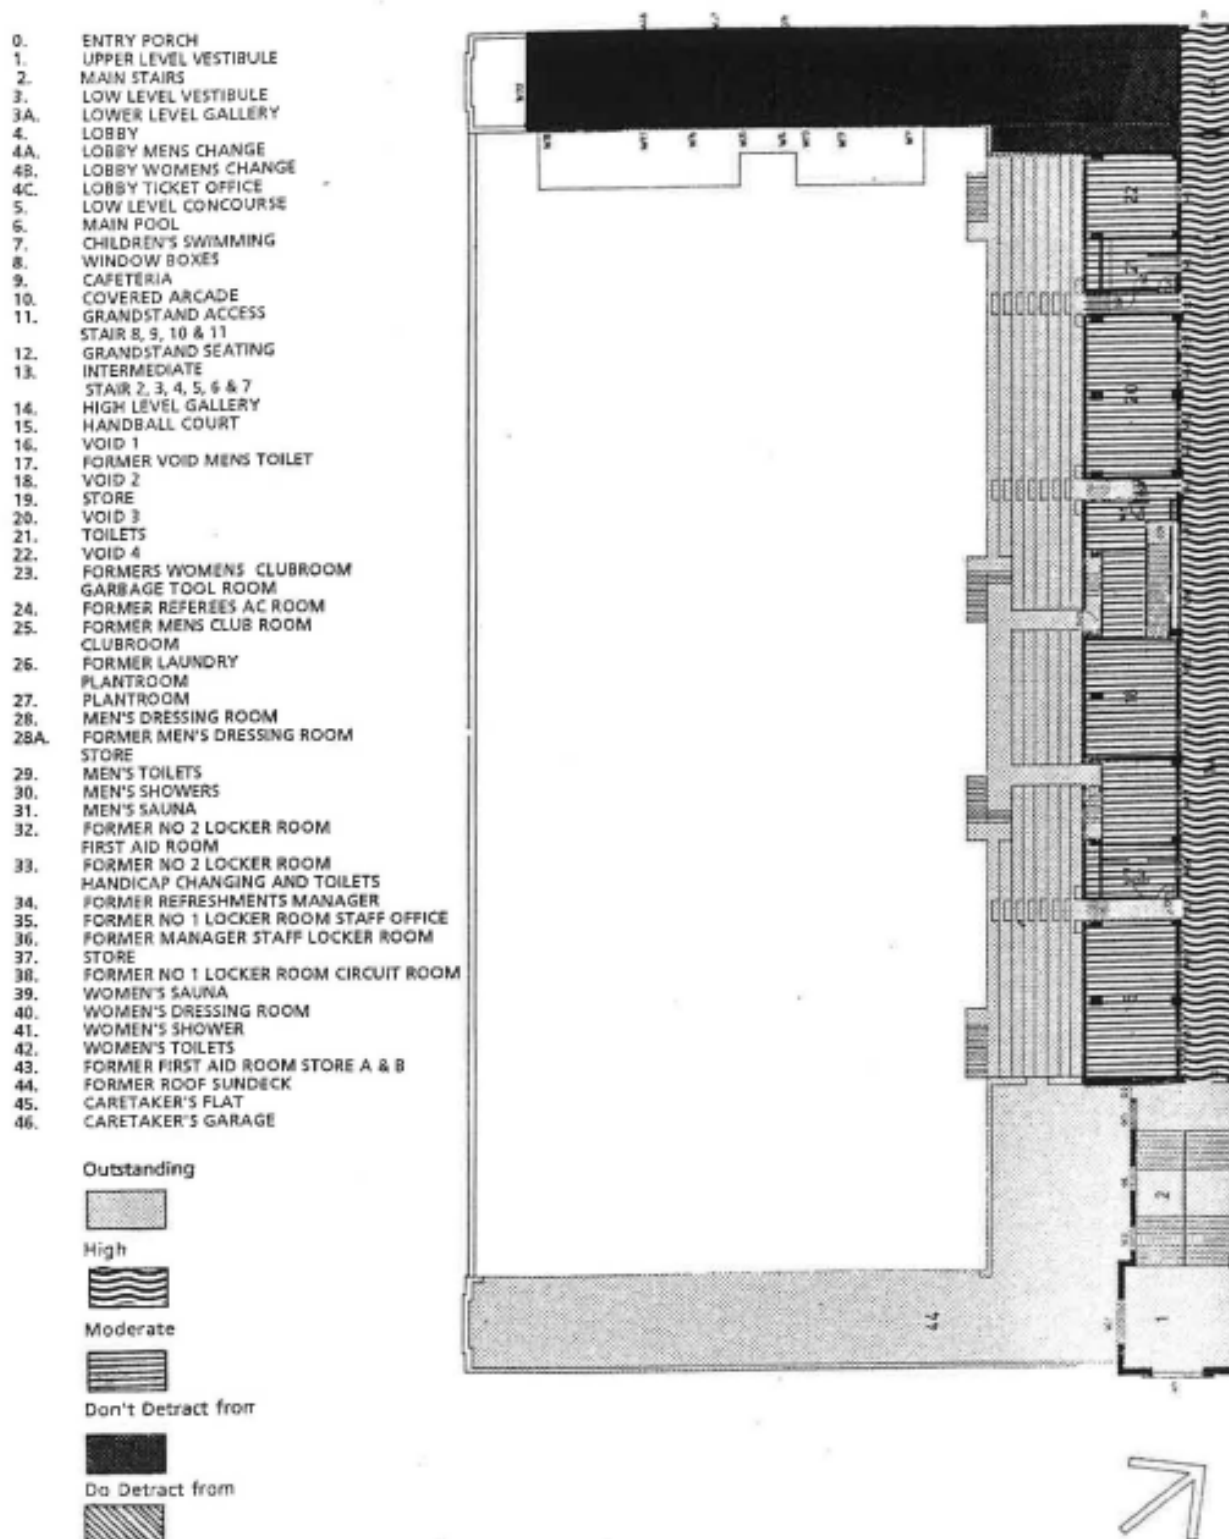 0. ENTRY PORCH
1. UPPER LEVEL VESTIBULE
2. MAIN STAIRS
3. LOW LEVEL VESTIBULE
3A. LOWER LEVEL GALLERY
4. LOBBY
4A. LOBBY MENS CHANGE
4B. LOBBY WOMENS CHANGE
4C. LOBBY TICKET OFFICE
5. LOW LEVEL CONCOURSE
6. MAIN POOL
7. CHILDREN'S SWIMMING
8. WINDOW BOXES
9. CAFETERIA
10. COVERED ARCADE
11. GRANDSTAND ACCESS
STAIR 8, 9, 10 & 11
12. GRANDSTAND SEATING
13. INTERMEDIATE
STAIR 2, 3, 4, 5, 6 & 7
14. HIGH LEVEL GALLERY
15. HANDBALL COURT
16. VOID 1
17. FORMER VOID MENS TOILET
18. VOID 2
19. STORE
20. VOID 3
21. TOILETS
22. VOID 4
23. FORMERS WOMENS CLUBROOM
GARBAGE TOOL ROOM
24. FORMER REFEREES AC ROOM
25. FORMER MENS CLUB ROOM
CLUBROOM
26. FORMER LAUNDRY
PLANTROOM
27. PLANTROOM
28. MEN'S DRESSING ROOM
28A. FORMER MEN'S DRESSING ROOM
STORE
29. MEN'S TOILETS
30. MEN'S SHOWERS
31. MEN'S SAUNA
32. FORMER NO 2 LOCKER ROOM
FIRST AID ROOM
33. FORMER NO 2 LOCKER ROOM
HANDICAP CHANGING AND TOILETS
34. FORMER REFRESHMENTS MANAGER
35. FORMER NO 1 LOCKER ROOM STAFF OFFICE
36. FORMER MANAGER STAFF LOCKER ROOM
37. STORE
38. FORMER NO 1 LOCKER ROOM CIRCUIT ROOM
39. WOMEN'S SAUNA
40. WOMEN'S DRESSING ROOM
41. WOMEN'S SHOWER
42. WOMEN'S TOILETS
43. FORMER FIRST AID ROOM STORE A & B
44. FORMER ROOF SUNDECK
45. CARETAKER'S FLAT
46. CARETAKER'S GARAGE
Outstanding
High
Moderate
Don't Detract from
Do Detract from
22
21
20
18
44
2
1